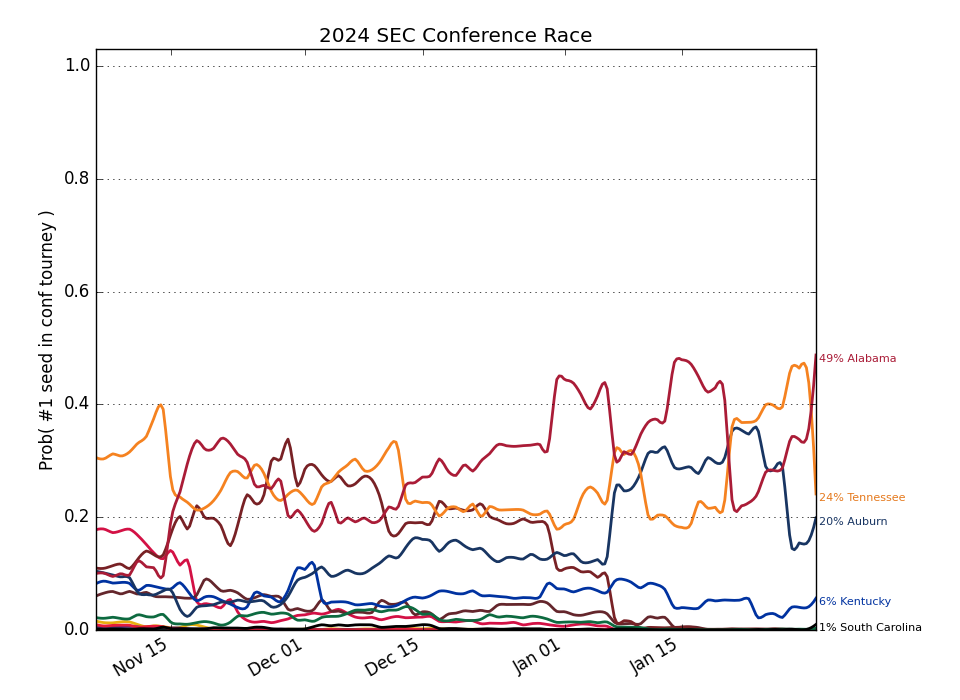 2024 SEC Conference Race
Prob( #1 seed in conf tourney )
1.0
0.8
0.6
0.4
0.2
0.0
49% Alabama
24% Tennessee
20% Auburn
6% Kentucky
1% South Carolina
Nov 15
Dec 01
Dec 15
Jan 01
Jan 15